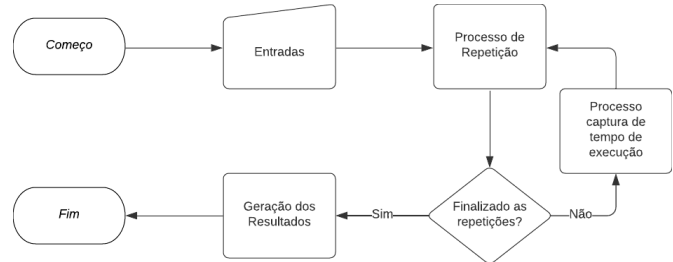 Começo
Entradas
Processo de
Repetição
Processo
captura de
tempo de
execução
Finalizado as
repetições?
Não
Sim
Geração dos
Resultados
Fim